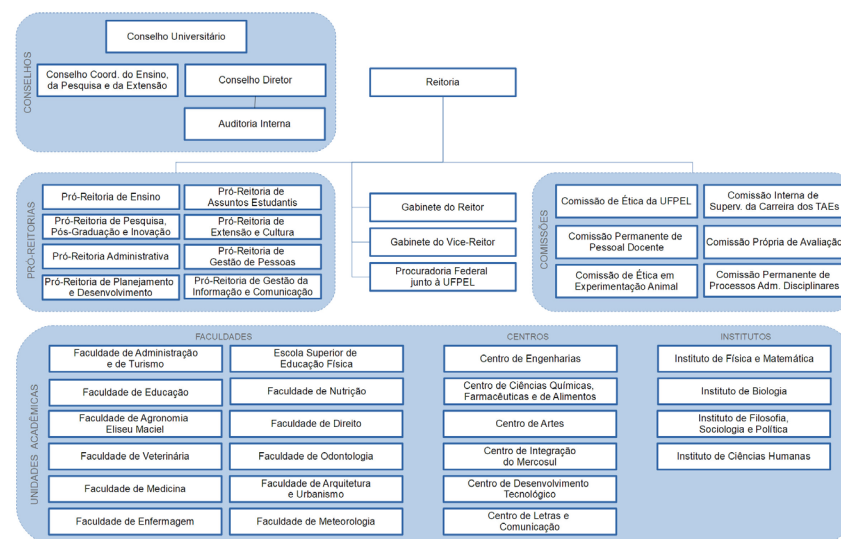 CONSELHOS
Conselho Universitário
Conselho Coord. do Ensino,
da Pesquisa e da Extensão
Conselho Diretor
Auditoria Interna
Reitoria
PRÓ-REITORIAS
Pró-Reitoria de Ensino
Pró-Reitoria de
Assuntos Estudantis
Pró-Reitoria de Pesquisa,
Pós-Graduação e Inovação
Pró-Reitoria de
Extensão e Cultura
Pró-Reitoria Administrativa
Pró-Reitoria de
Gestão de Pessoas
Pró-Reitoria de Planejamento
e Desenvolvimento
Pró-Reitoria de Gestão da
Informação e Comunicação
Gabinete do Reitor
Gabinete do Vice-Reitor
Procuradoria Federal
junto à UFPEL
COMISSÕES
Comissão de Ética da UFPEL
Comissão Interna de
Superv. da Carreira dos TAEs
Comissão Permanente de
Pessoal Docente
Comissão Própria de Avaliação
Comissão de Ética em
Experimentação Animal
Comissão Permanente de
Processos Adm. Disciplinares
UNIDADES ACADÊMICAS
FACULDADES
Faculdade de Administração
e de Turismo
Escola Superior de
Educação Física
Faculdade de Educação
Faculdade de Nutrição
Faculdade de Agronomia
Eliseu Maciel
Faculdade de Direito
Faculdade de Veterinária
Faculdade de Odontologia
Faculdade de Medicina
Faculdade de Arquitetura
e Urbanismo
Faculdade de Enfermagem
Faculdade de Meteorologia
CENTROS
Centro de Engenharias
Centro de Ciências Químicas,
Farmacêuticas e de Alimentos
Centro de Artes
Centro de Integração
do Mercosul
Centro de Desenvolvimento
Tecnológico
Centro de Letras e
Comunicação
INSTITUTOS
Instituto de Física e Matemática
Instituto de Biologia
Instituto de Filosofia,
Sociologia e Política
Instituto de Ciências Humanas